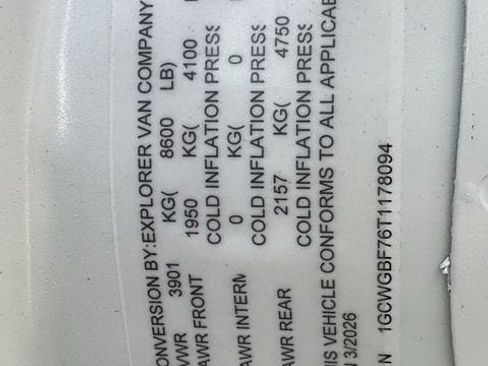 ONVERSION BY:EXPLORER VAN COMPANY
VWR 3901 KG( 8600 LB)
AWR FRONT 1950 KG( 4100
COLD INFLATION PRESS
AWR INTERM 0 KG( 0
COLD INFLATION PRESS
AWR REAR 2157 KG( 4750
COLD INFLATION PRESS
IS VEHICLE CONFORMS TO ALL APPLICAB
3/2026
N 1GCWGBF76T1178094